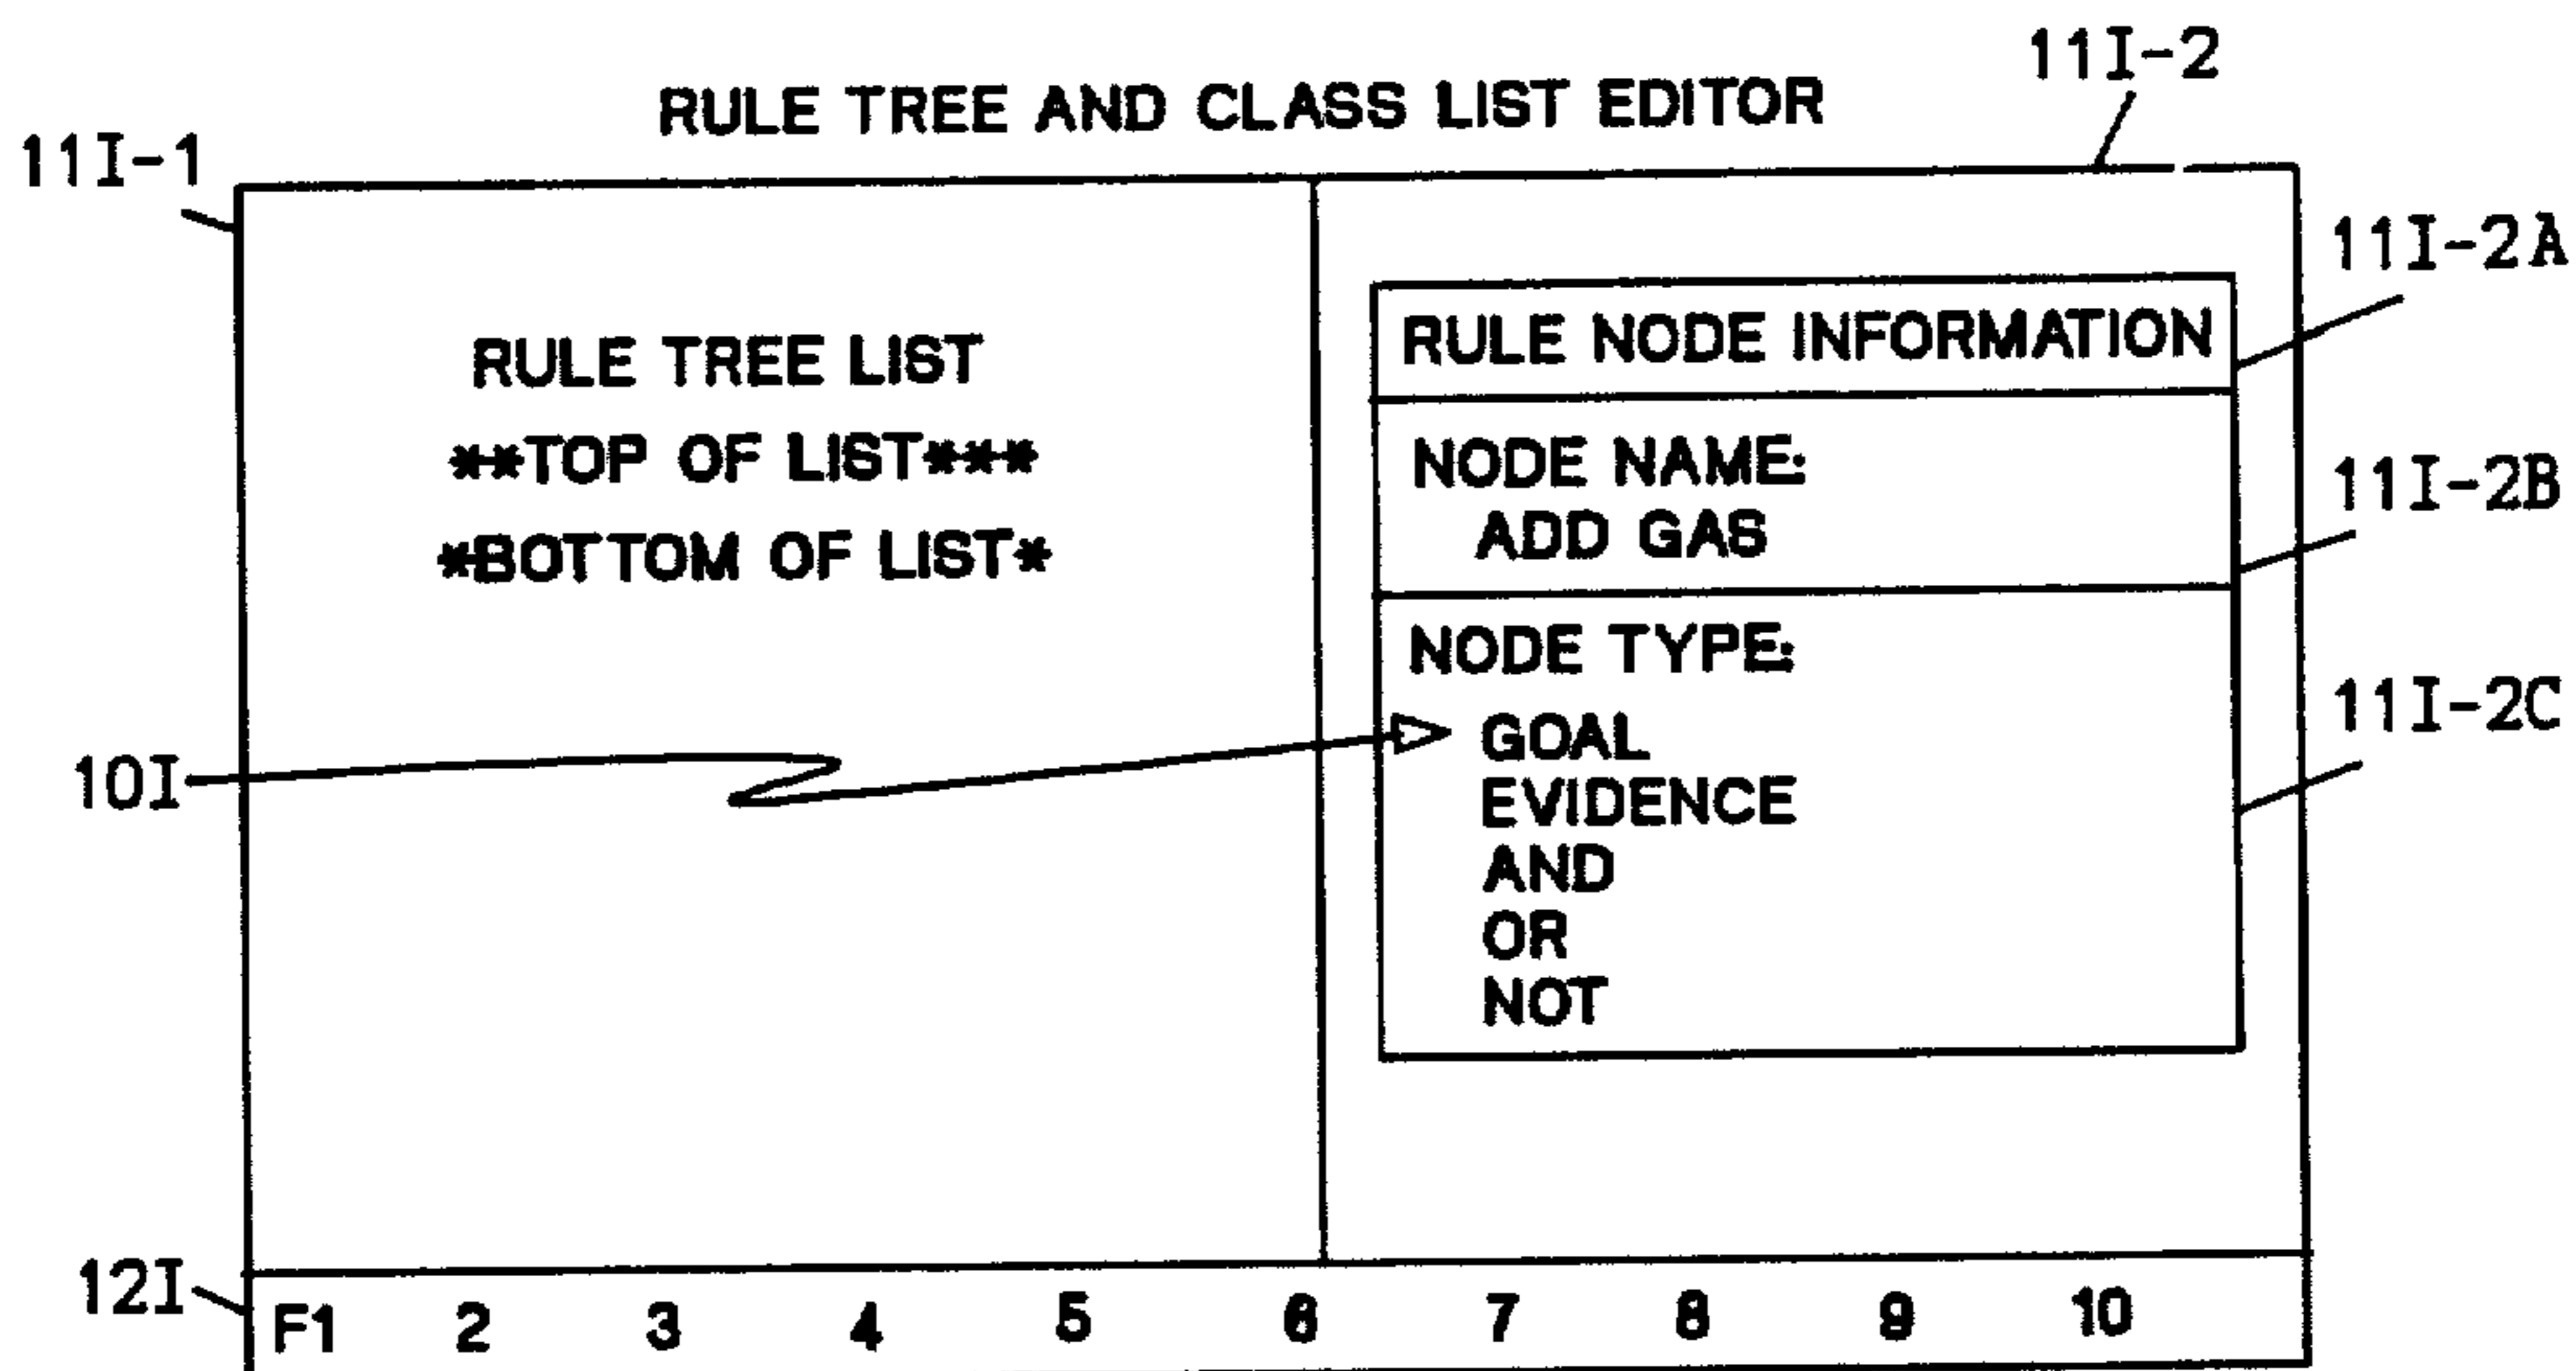 11I-2
RULE TREE AND CLASS LIST EDITOR
11I-1
RULE TREE LIST
**TOP OF LIST***
*BOTTOM OF LIST*
10I
11I-2A
RULE NODE INFORMATION
NODE NAME:
ADD GAS
11I-2B
NODE TYPE:
GOAL
EVIDENCE
AND
OR
NOT
11I-2C
12I
F1 2 3 4 5 6 7 8 9 10